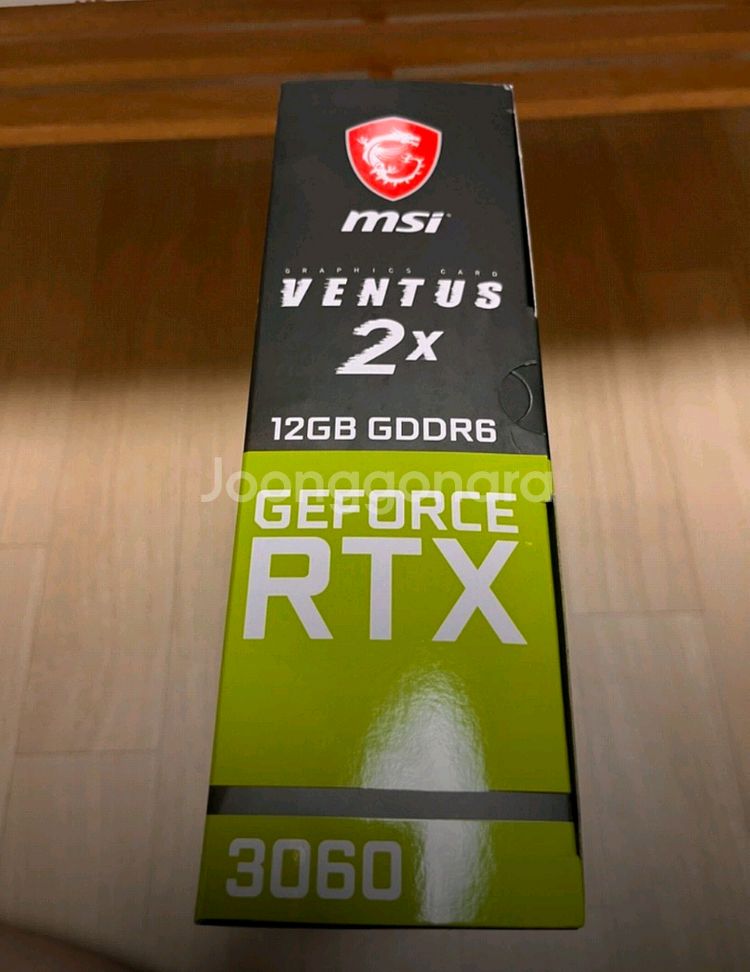 msi
GRAPHICS CARD
VENTUS
2X
12GB GDDR6
Joonggonara
GEFORCE
RTX
3060